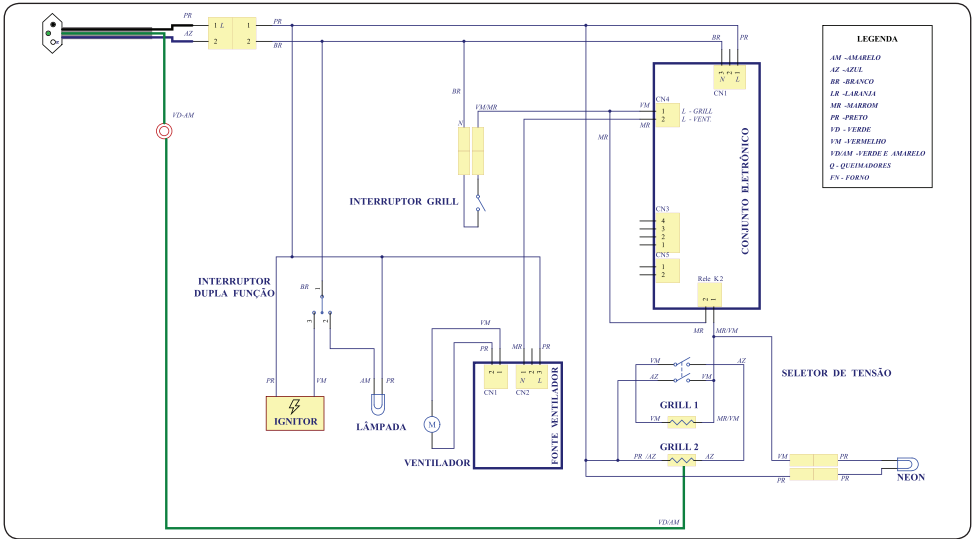 PR
1 L 1
PR
AZ
2 2
BR
BR PR
3 2 1
N L
CN1
LEGENDA
AM -AMARELO
AZ -AZUL
BR -BRANCO
LR -LARANJA
MR -MARROM
PR -PRETO
VD - VERDE
VM -VERMELHO
VD/AM -VERDE E AMARELO
Q - QUEIMADORES
FN - FORNO
VD-AM
BR
N
VM/MR
VM
CN4
1 L - GRILL
2 L - VENT.
MR
MR
CONJUNTO ELETRÔNICO
INTERRUPTOR GRILL
CN3
4
3
2
1
CN5
1
2
Rele K2
2 1
MR MR/VM
INTERRUPTOR
DUPLA FUNÇÃO
BR 1
3 2
PR VM AM PR
IGNITOR
LÂMPADA
VM
PR
MR PR
2 1
CN1
1 2 3
N L
CN2
FONTE VENTILADOR
M
VENTILADOR
VM AZ
AZ VM
SELETOR DE TENSÃO
GRILL 1
VM MR/VM
GRILL 2
PR /AZ AZ
VM PR
PR PR
NEON
VD/AM